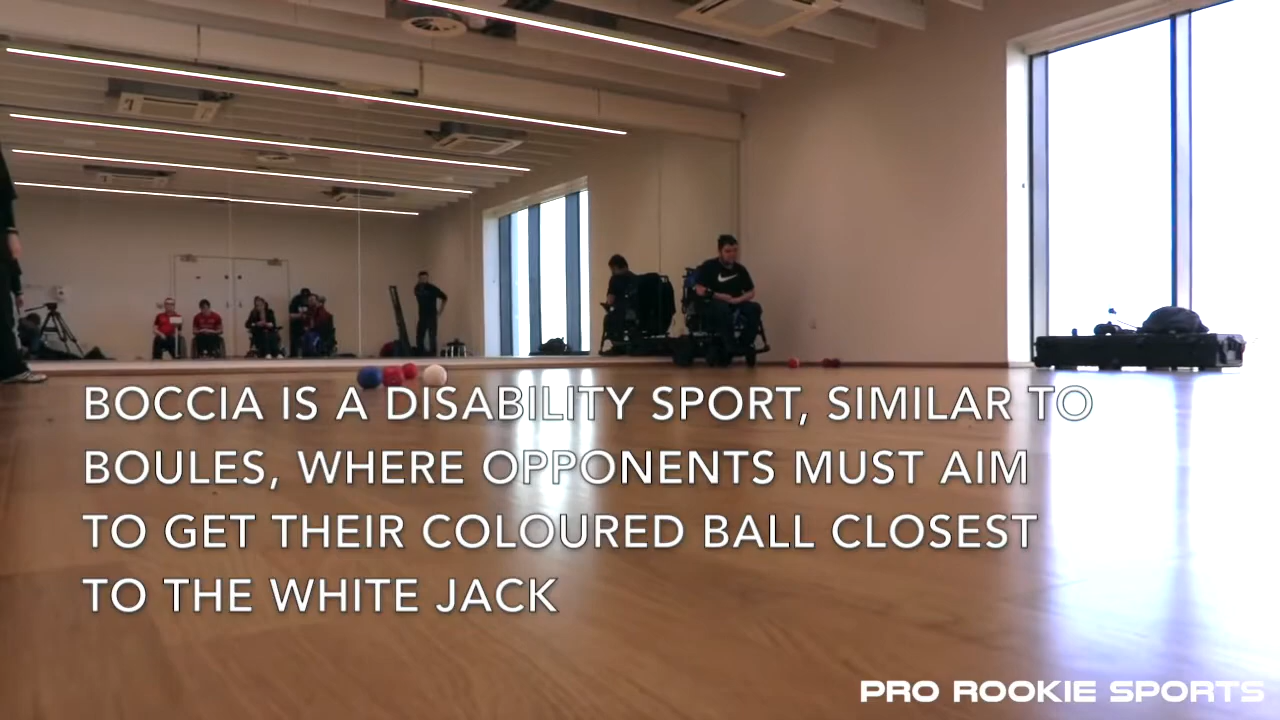 BOCCIA IS A DISABILITY SPORT, SIMILAR TO
BOULES, WHERE OPPONENTS MUST AIM
TO GET THEIR COLOURED BALL CLOSEST
TO THE WHITE JACK
PRO ROOKIE SPORTS